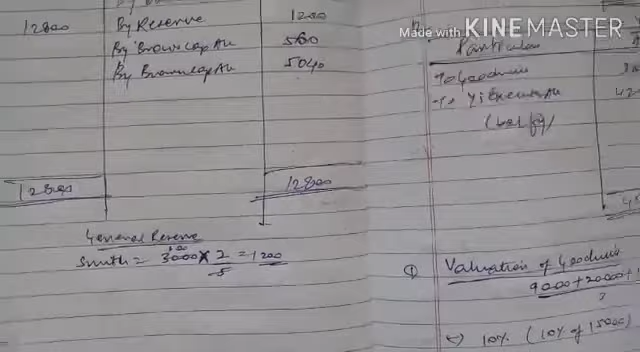 12800 By Reserve 1200
By Brown cap A/c 560
By Brown cap A/c 5040
12800 12800
General Reserve
Smith = 3000 × 2 = 1200
5
Made with KINEMASTER
Particulars
To Goodwill
(bal fig)
① Valuation of Goodwill
9000+20000+
3
10% (10% of 15000)